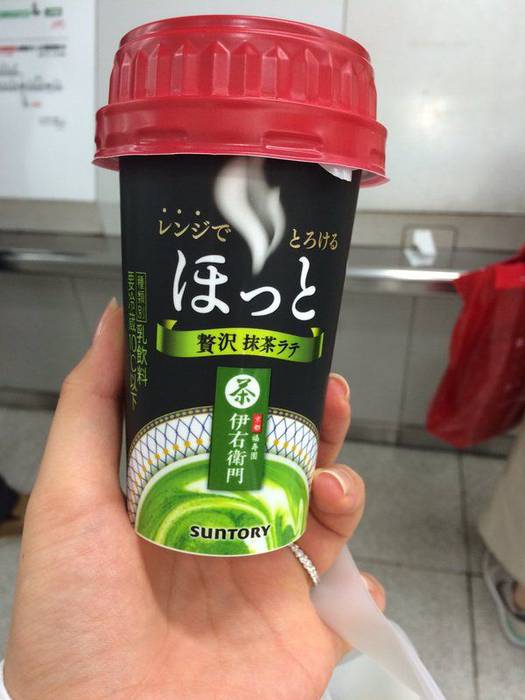 レンジで
とろける
ほっと
贅沢 抹茶ラテ
茶
京都 福寿園
伊右衛門
SUNTORY
種類別 乳飲料
要冷蔵10℃以下